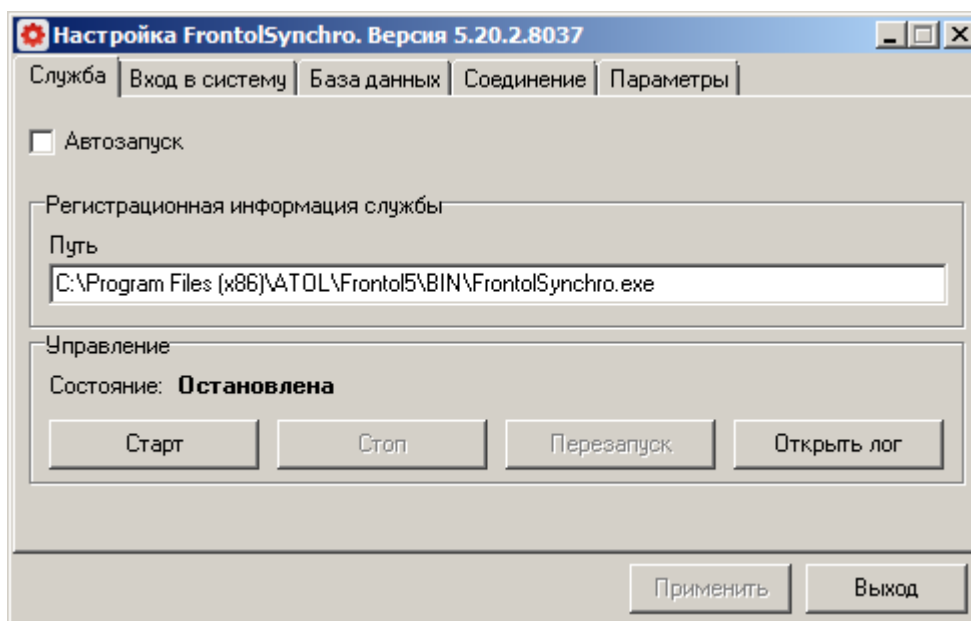 Настройка FrontolSynchro. Версия 5.20.2.8037
Служба Вход в систему База данных Соединение Параметры
Автозапуск
Регистрационная информация службы
Путь
C:\Program Files (x86)\ATOL\Frontol5\BIN\FrontolSynchro.exe
Управление
Состояние: Остановлена
Старт Стоп Перезапуск Открыть лог
Применить Выход